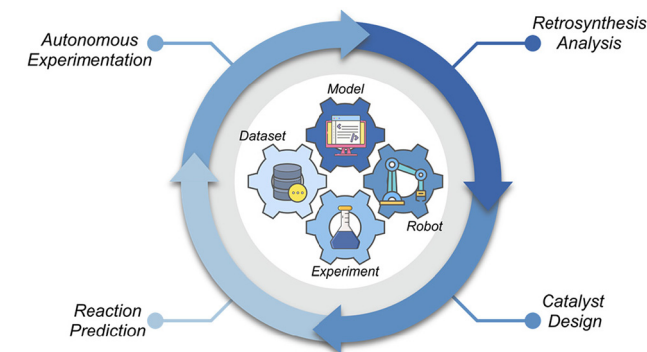 Autonomous
Experimentation
Retrosynthesis
Analysis
Model
Dataset
Robot
Experiment
Reaction
Prediction
Catalyst
Design